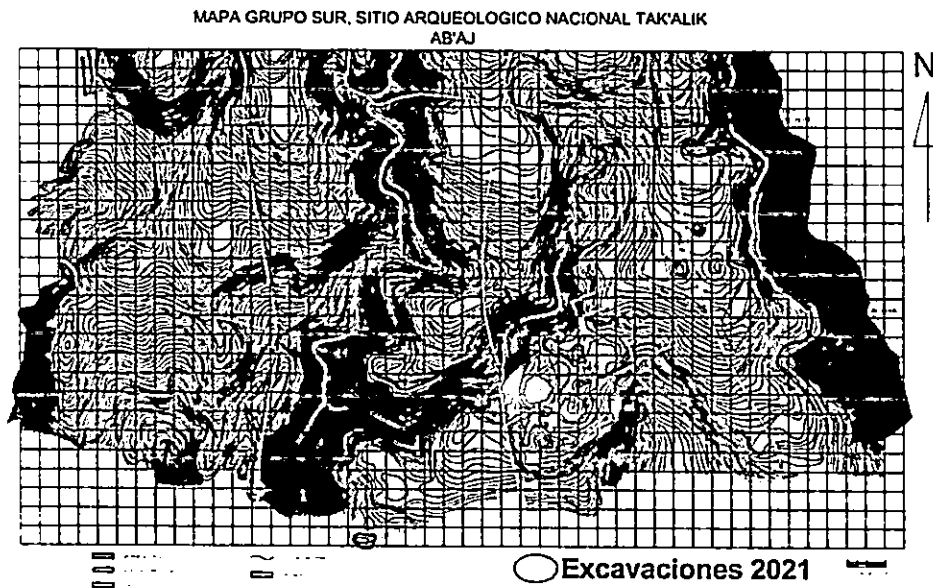 MAPA GRUPO SUR, SITIO ARQUEOLOGICO NACIONAL TAK'ALIK
AB'AJ
N
Excavaciones 2021